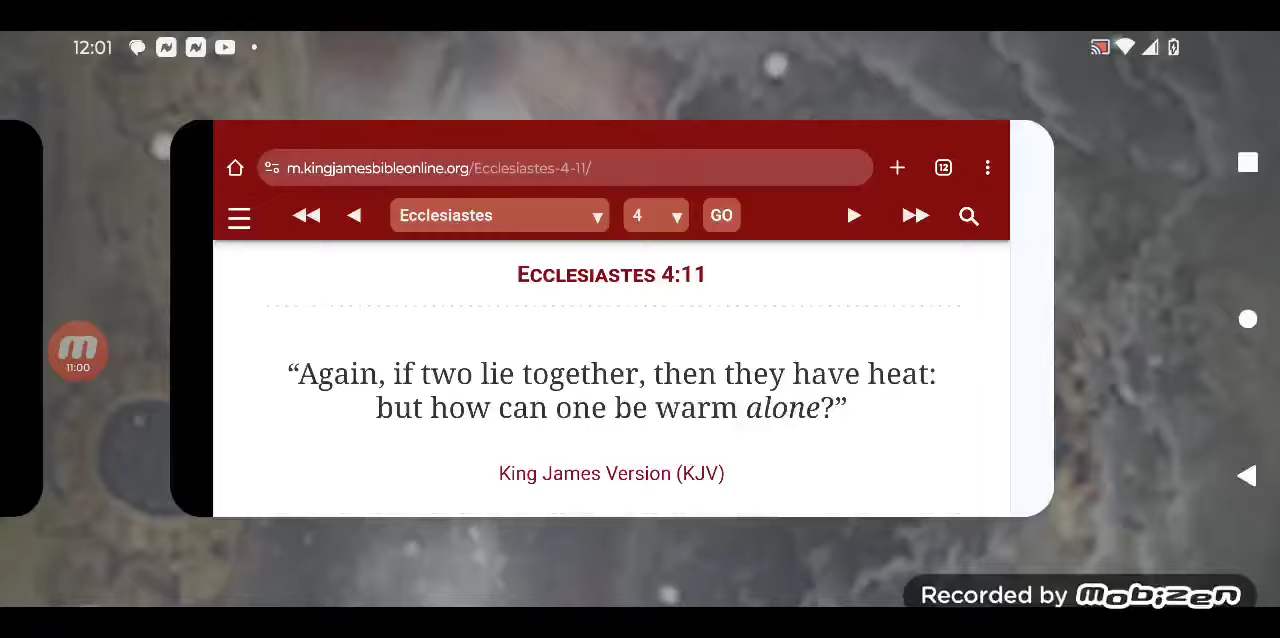 12:01
m.kingjamesbibleonline.org/Ecclesiastes-4-11/
12
Ecclesiastes
4
GO
ECCLESIASTES 4:11
“Again, if two lie together, then they have heat:
but how can one be warm alone?”
King James Version (KJV)
m
11:00
Recorded by mobizen